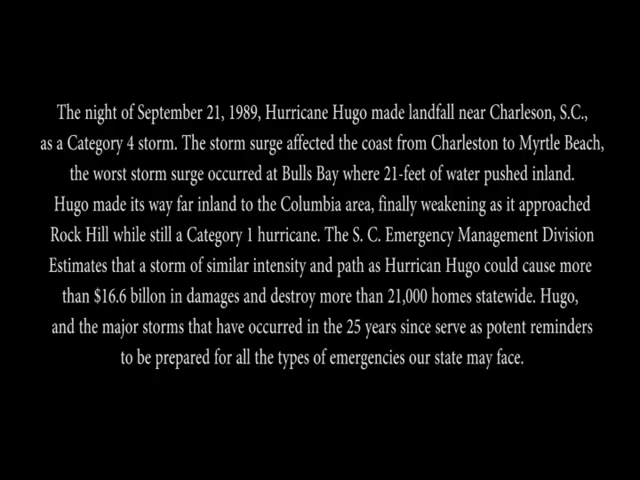 The night of September 21, 1989, Hurricane Hugo made landfall near Charleson, S.C.,
as a Category 4 storm. The storm surge affected the coast from Charleston to Myrtle Beach,
the worst storm surge occurred at Bulls Bay where 21-feet of water pushed inland.
Hugo made its way far inland to the Columbia area, finally weakening as it approached
Rock Hill while still a Category 1 hurricane. The S. C. Emergency Management Division
Estimates that a storm of similar intensity and path as Hurrican Hugo could cause more
than $16.6 billon in damages and destroy more than 21,000 homes statewide. Hugo,
and the major storms that have occurred in the 25 years since serve as potent reminders
to be prepared for all the types of emergencies our state may face.